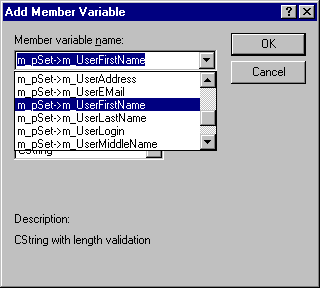 Add Member Variable
Member variable name:
OK
m_pSet->m_UserFirstName
Cancel
m_pSet->m_UserAddress
m_pSet->m_UserEMail
m_pSet->m_UserFirstName
m_pSet->m_UserLastName
m_pSet->m_UserLogin
m_pSet->m_UserMiddleName
CString
Description:
CString with length validation